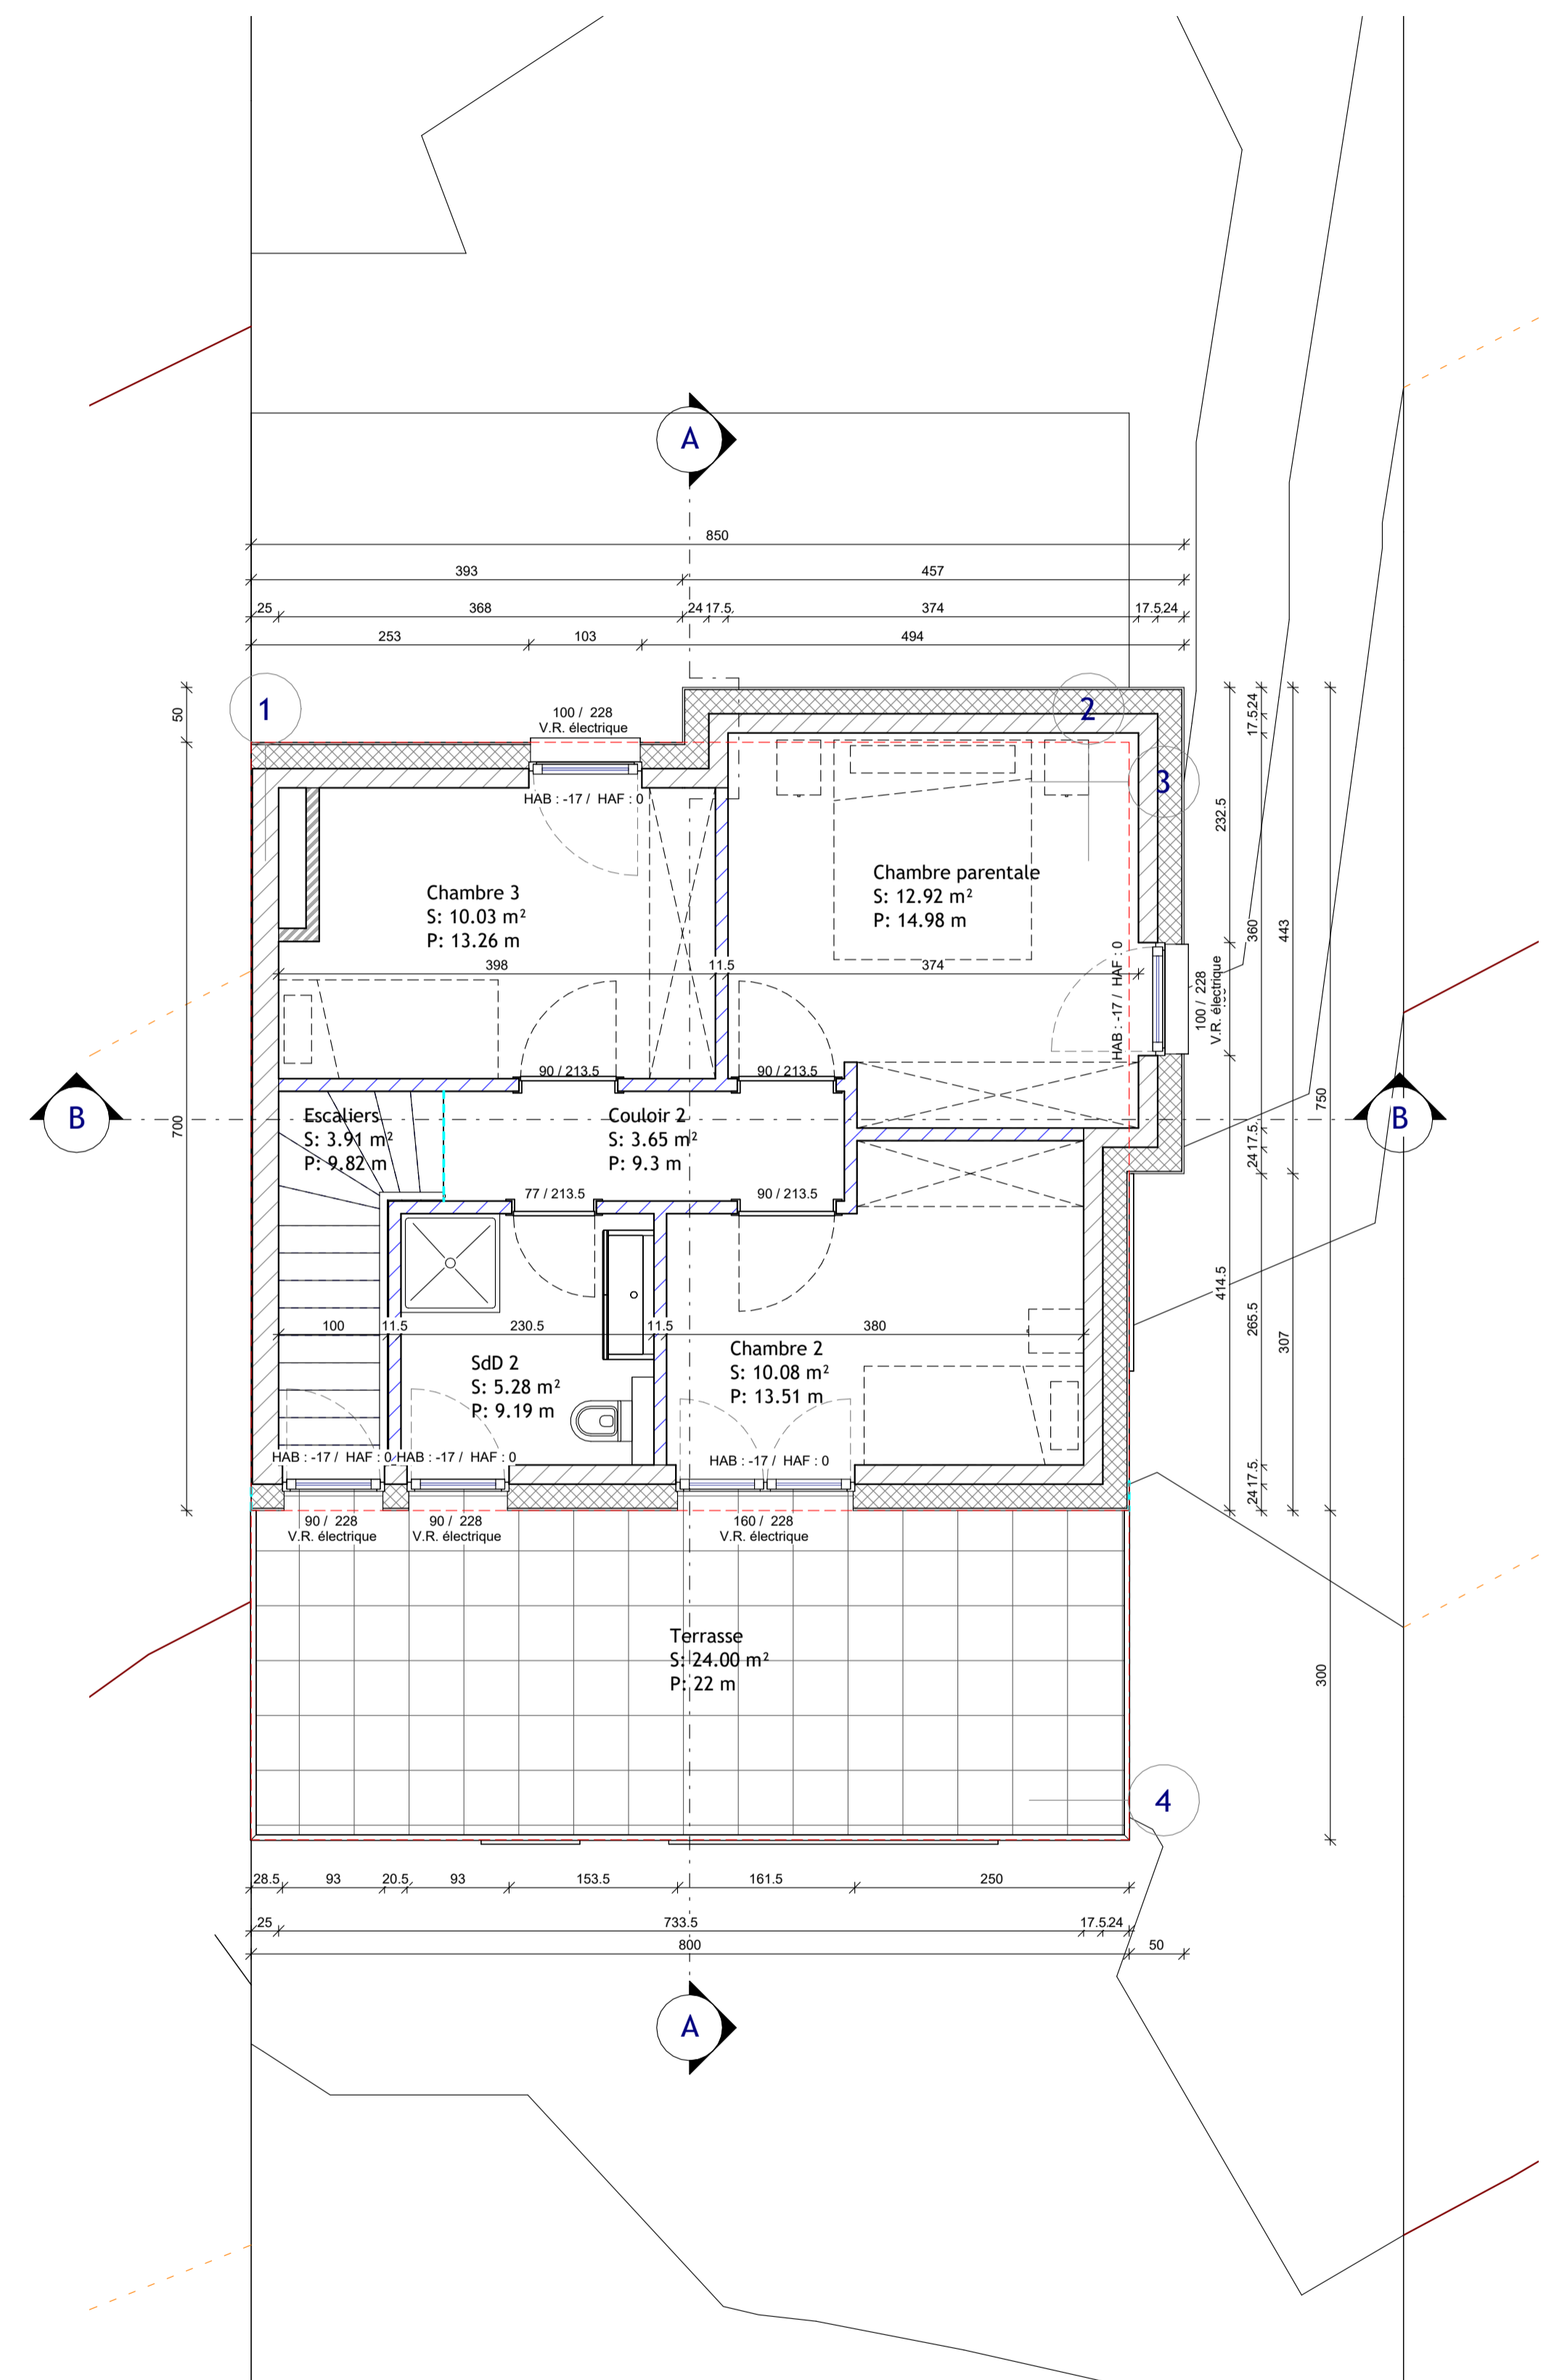 A
850
393
457
25
368
24
17.5
374
17.5
24
253
103
494
1
2
3
50
100 / 228
V.R. électrique
HAB : -17 / HAF : 0
17.5
24
232.5
Chambre 3
S: 10.03 m²
P: 13.26 m
Chambre parentale
S: 12.92 m²
P: 14.98 m
398
11.5
374
HAB : -17 / HAF : 0
100 / 228
V.R. électrique
360
443
90 / 213.5
90 / 213.5
B
700
Escaliers
S: 3.91 m²
P: 9.82 m
Couloir 2
S: 3.65 m²
P: 9.3 m
750
B
24
17.5
77 / 213.5
90 / 213.5
414.5
265.5
307
100
11.5
230.5
11.5
380
SdD 2
S: 5.28 m²
P: 9.19 m
Chambre 2
S: 10.08 m²
P: 13.51 m
HAB : -17 / HAF : 0
HAB : -17 / HAF : 0
HAB : -17 / HAF : 0
24
17.5
90 / 228
V.R. électrique
90 / 228
V.R. électrique
160 / 228
V.R. électrique
Terrasse
S: 24.00 m²
P: 22 m
300
4
28.5
93
20.5
93
153.5
161.5
250
25
733.5
17.5
24
800
50
A